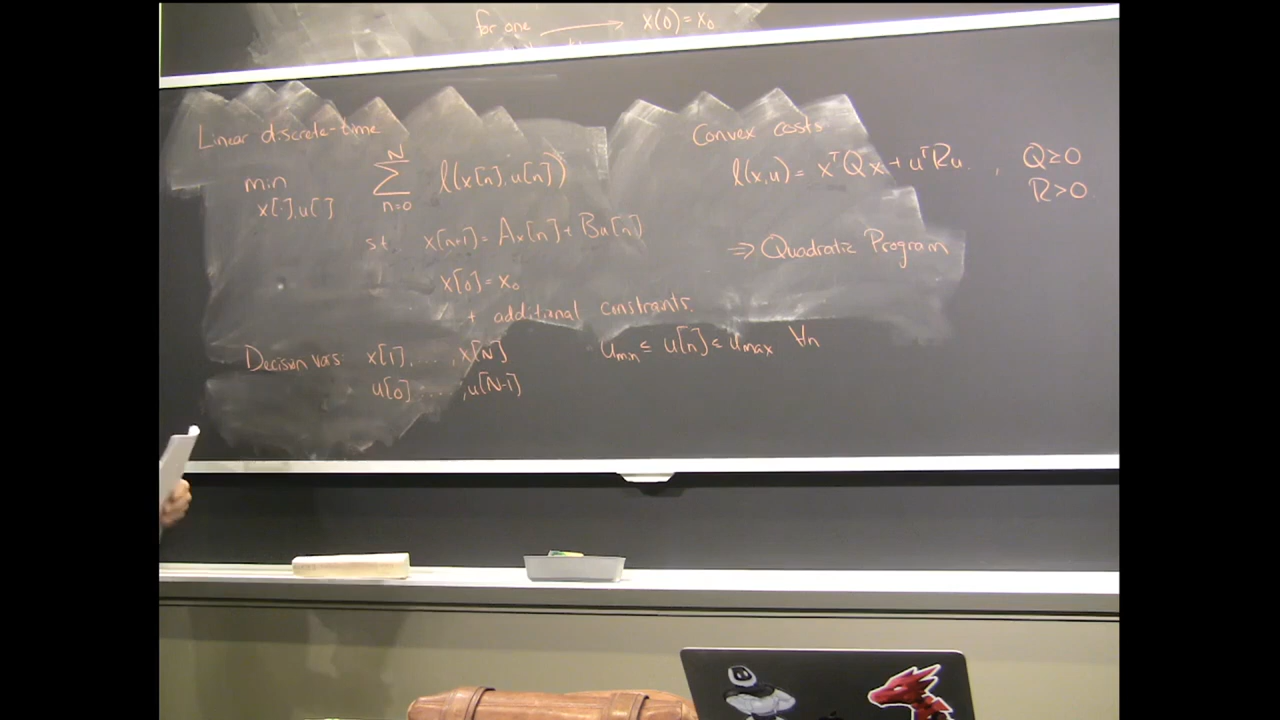 for one ⟶ x(0) = x₀
Linear discrete-time
min x[·],u[·] N ∑ n=0 ℓ(x[n], u[n])
s.t. x[n+1] = Ax[n] + Bu[n]
x[0] = x₀
+ additional constraints.
u_min ≤ u[n] ≤ u_max ∀n
Decision vars: x[1], ..., x[N]
u[0] ..., u[N-1]
Convex costs
ℓ(x,u) = xᵀQx + uᵀRu. , Q≥0
R>0
⇒ Quadratic Program